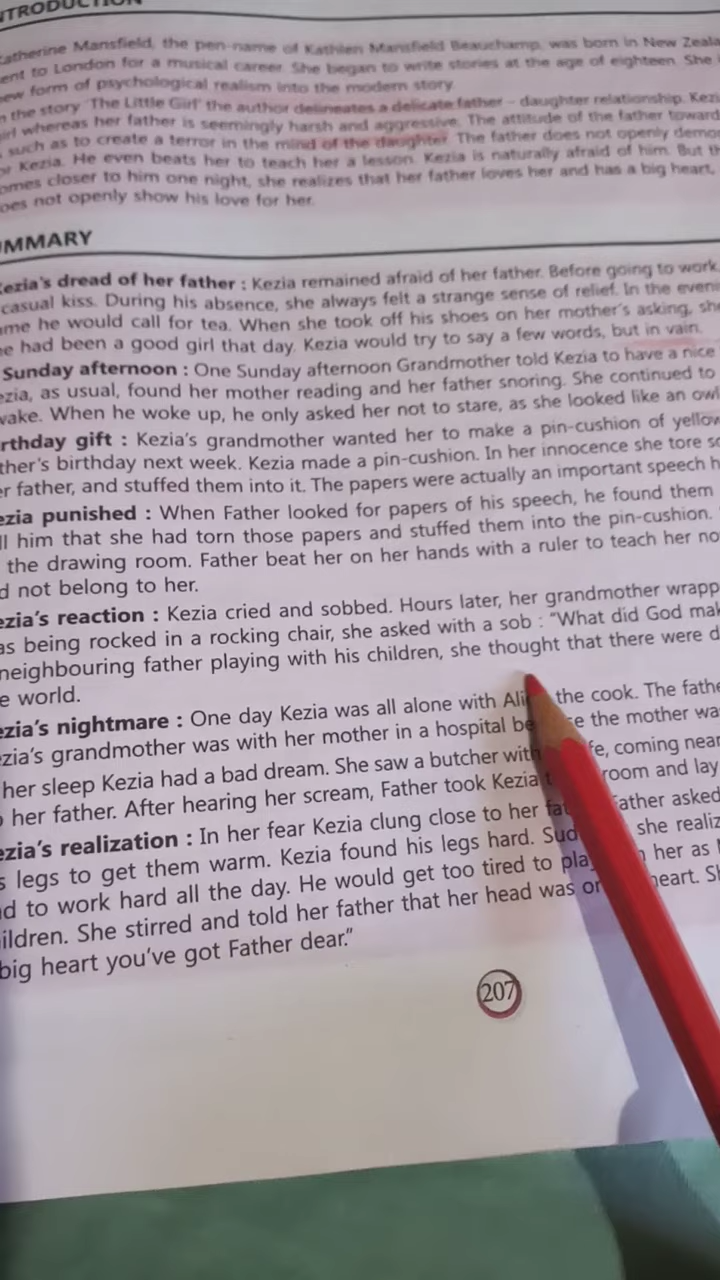 NTRODUCTION
atherine Mansfield, the pen-name of Kathlen Mansfield Beauchamp, was born in New Zeala
ent to London for a musical career. She began to write stories at the age of eighteen. She
ew form of psychological realism into the modern story.
n the story 'The Little Girl' the author delineates a delicate father – daughter relationship. Kezi
irl whereas her father is seemingly harsh and aggressive. The attitude of the father toward
such as to create a terror in the mind of the daughter. The father does not openly demo
or Kezia. He even beats her to teach her a lesson. Kezia is naturally afraid of him. But th
omes closer to him one night, she realizes that her father loves her and has a big heart,
oes not openly show his love for her.
UMMARY
ezia's dread of her father : Kezia remained afraid of her father. Before going to work,
casual kiss. During his absence, she always felt a strange sense of relief. In the eveni
me he would call for tea. When she took off his shoes on her mother's asking, she
e had been a good girl that day. Kezia would try to say a few words, but in vain.
Sunday afternoon : One Sunday afternoon Grandmother told Kezia to have a nice
ezia, as usual, found her mother reading and her father snoring. She continued to
wake. When he woke up, he only asked her not to stare, as she looked like an owl
rthday gift : Kezia's grandmother wanted her to make a pin-cushion of yellow
ther's birthday next week. Kezia made a pin-cushion. In her innocence she tore so
er father, and stuffed them into it. The papers were actually an important speech h
ezia punished : When Father looked for papers of his speech, he found them
ll him that she had torn those papers and stuffed them into the pin-cushion.
the drawing room. Father beat her on her hands with a ruler to teach her no
d not belong to her.
ezia's reaction : Kezia cried and sobbed. Hours later, her grandmother wrapp
as being rocked in a rocking chair, she asked with a sob : "What did God mak
neighbouring father playing with his children, she thought that there were d
e world.
ezia's nightmare : One day Kezia was all alone with Ali the cook. The fathe
ezia's grandmother was with her mother in a hospital be se the mother wa
her sleep Kezia had a bad dream. She saw a butcher with fe, coming near
her father. After hearing her scream, Father took Kezia t room and lay
ezia's realization : In her fear Kezia clung close to her fat Father asked
s legs to get them warm. Kezia found his legs hard. Sud she realiz
d to work hard all the day. He would get too tired to pla her as
ildren. She stirred and told her father that her head was on heart. Sh
big heart you've got Father dear."
207